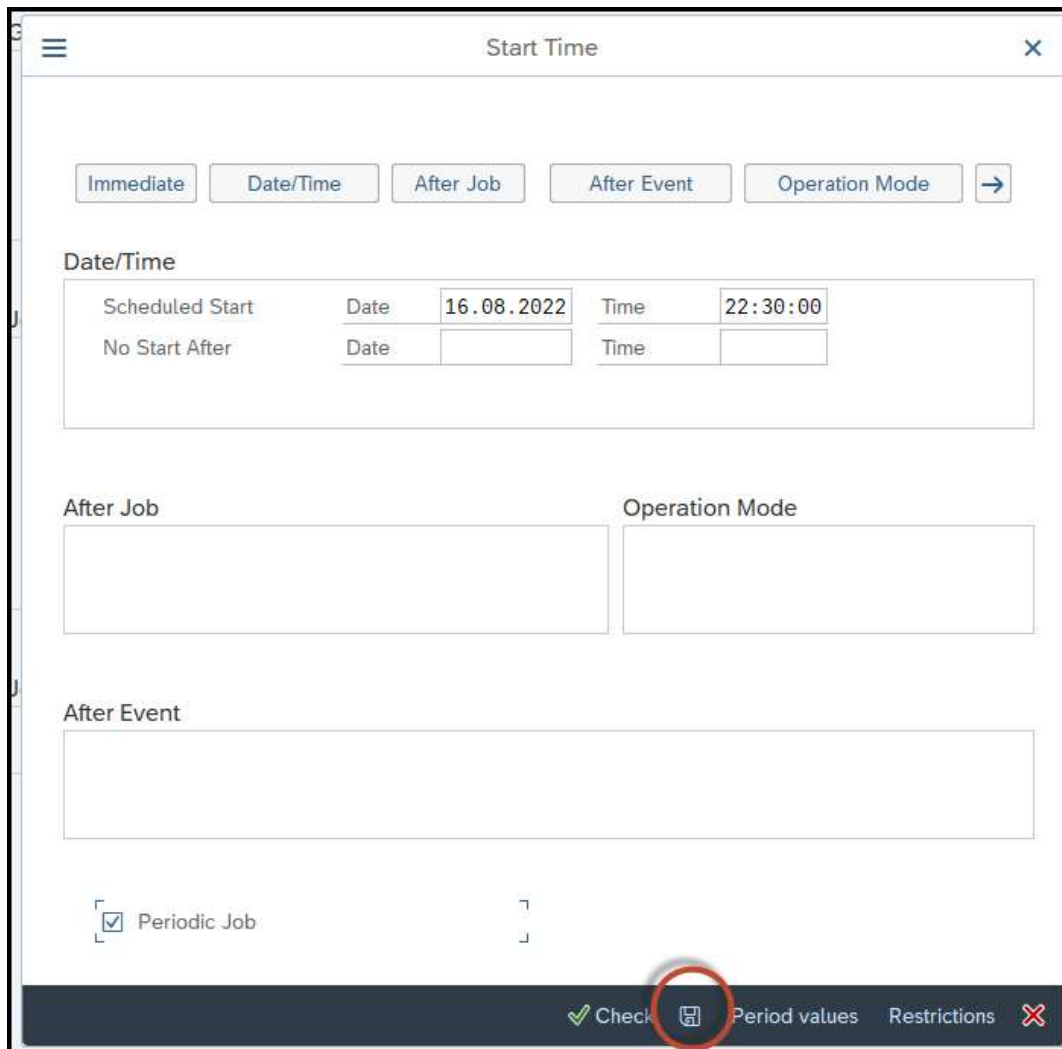 Start Time
Immediate Date/Time After Job After Event Operation Mode
Date/Time
Scheduled Start Date 16.08.2022 Time 22:30:00
No Start After Date Time
After Job Operation Mode
After Event
Periodic Job
Check Period values Restrictions